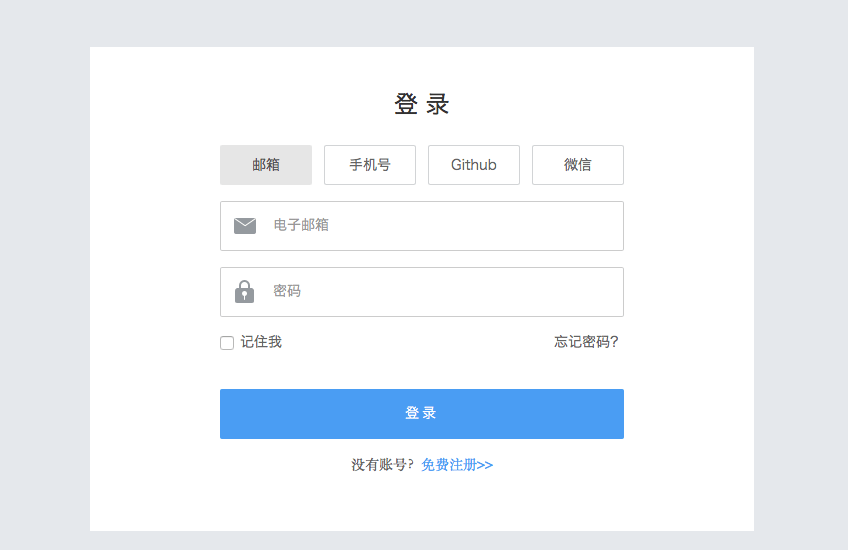 登 录
邮箱 手机号 Github 微信
电子邮箱
密码
记住我 忘记密码?
登 录
没有账号? 免费注册>>